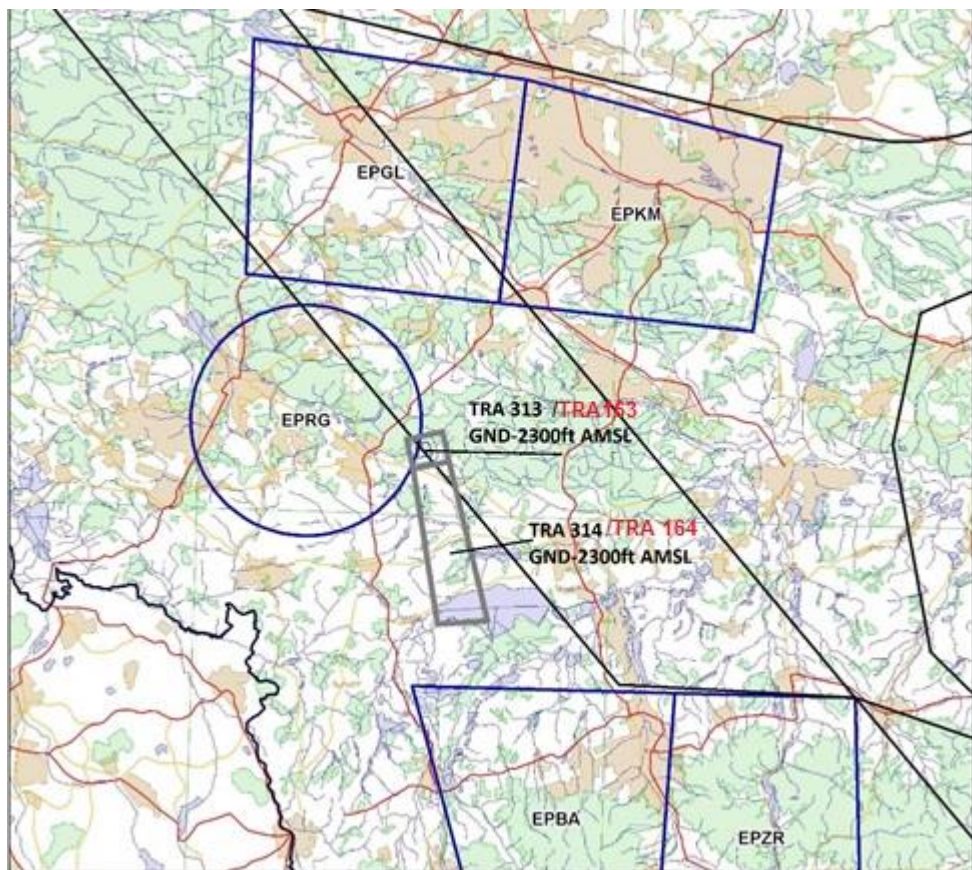 EPGL
EPKM
EPRG
TRA 313 /TRA163
GND-2300ft AMSL
TRA 314 /TRA 164
GND-2300ft AMSL
EPBA
EPZR